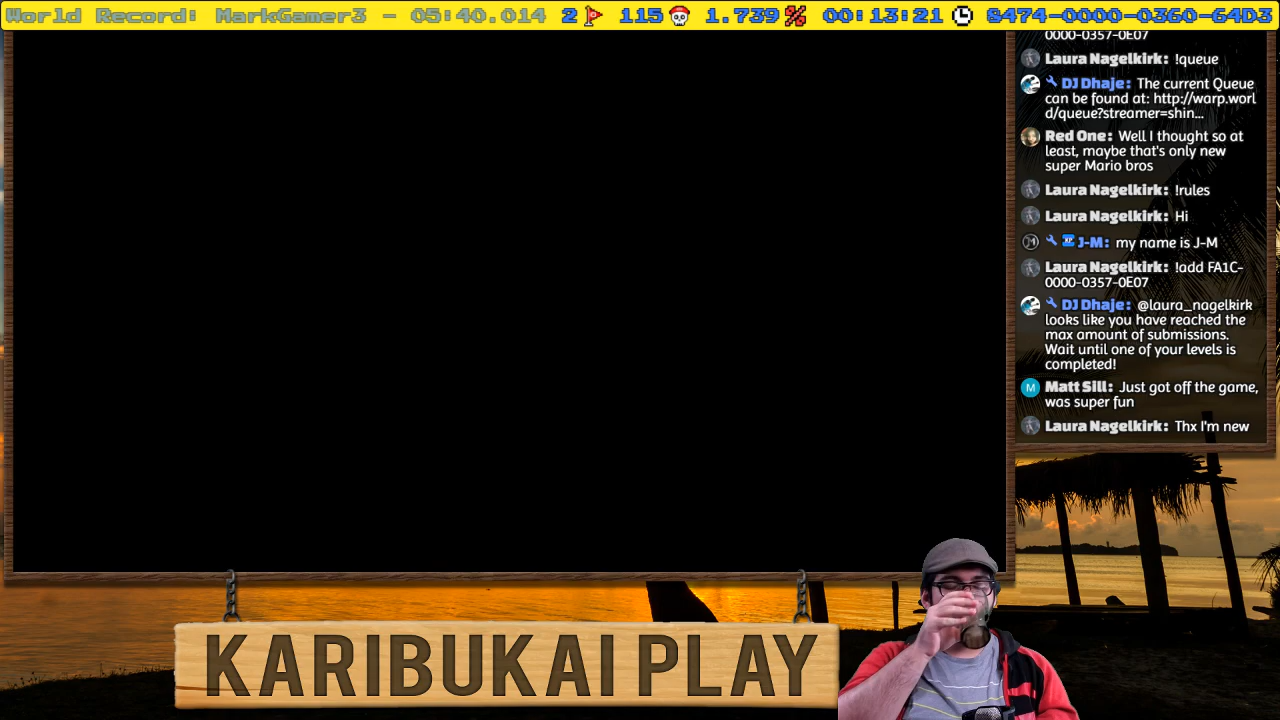 World Record: MarkGamer3 - 05:40.014 2 115 1.739 00:13:21 8474-0000-0360-64D3
0000-0357-0E07
Laura Nagelkirk: !queue
DJ Dhaje: The current Queue
can be found at: http://warp.worl
d/queue?streamer=shin...
Red One: Well I thought so at
least, maybe that's only new
super Mario bros
Laura Nagelkirk: !rules
Laura Nagelkirk: Hi
J-M: my name is J-M
Laura Nagelkirk: !add FA1C-
0000-0357-0E07
DJ Dhaje: @laura_nagelkirk
looks like you have reached the
max amount of submissions.
Wait until one of your levels is
completed!
M Matt Sill: Just got off the game,
was super fun
Laura Nagelkirk: Thx I'm new
KARIBUKAI PLAY